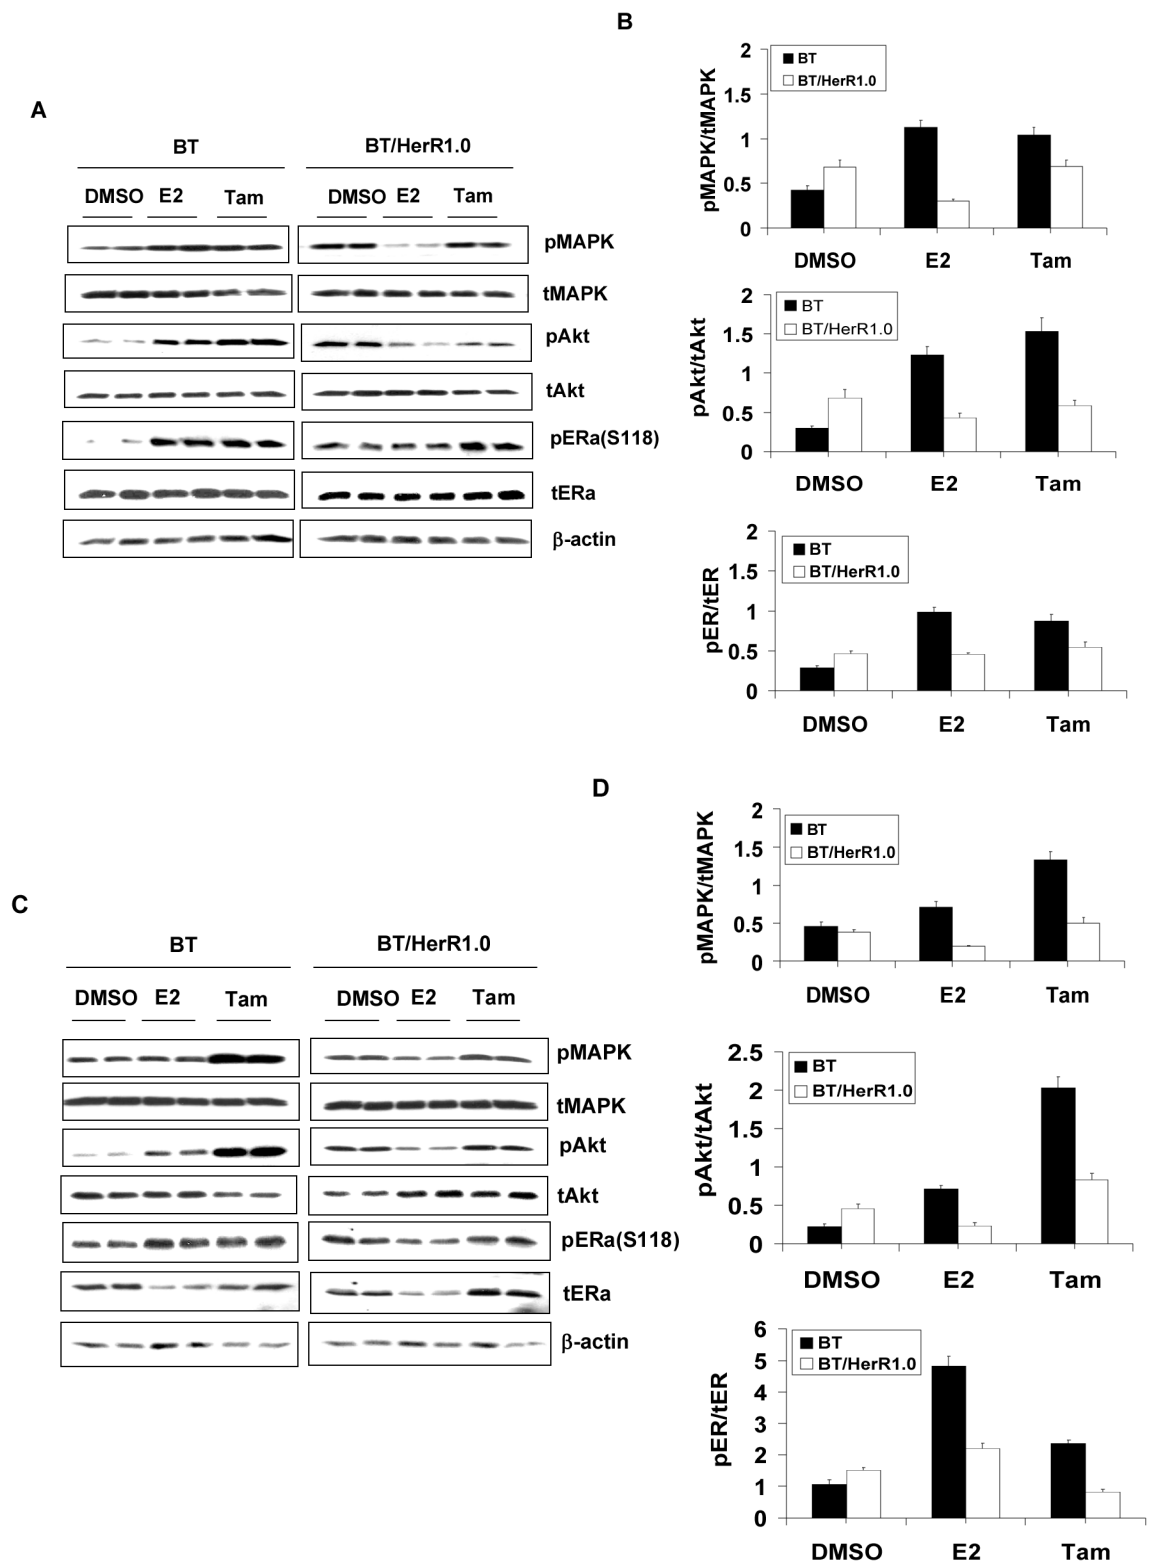 A
BT
BT/HerR1.0
DMSO E2 Tam
DMSO E2 Tam
pMAPK
tMAPK
pAkt
tAkt
pERa(S118)
tERa
β-actin
B
pMAPK/tMAPK
2
1.5
1
0.5
0
BT
BT/HerR1.0
DMSO E2 Tam
pAkt/tAkt
2
1.5
1
0.5
0
BT
BT/HerR1.0
DMSO E2 Tam
pER/tER
2
1.5
1
0.5
0
BT
BT/HerR1.0
DMSO E2 Tam
C
BT
BT/HerR1.0
DMSO E2 Tam
DMSO E2 Tam
pMAPK
tMAPK
pAkt
tAkt
pERa(S118)
tERa
β-actin
D
pMAPK/tMAPK
2
1.5
1
0.5
0
BT
BT/HerR1.0
DMSO E2 Tam
pAkt/tAkt
2.5
2
1.5
1
0.5
0
BT
BT/HerR1.0
DMSO E2 Tam
pER/tER
6
5
4
3
2
1
0
BT
BT/HerR1.0
DMSO E2 Tam